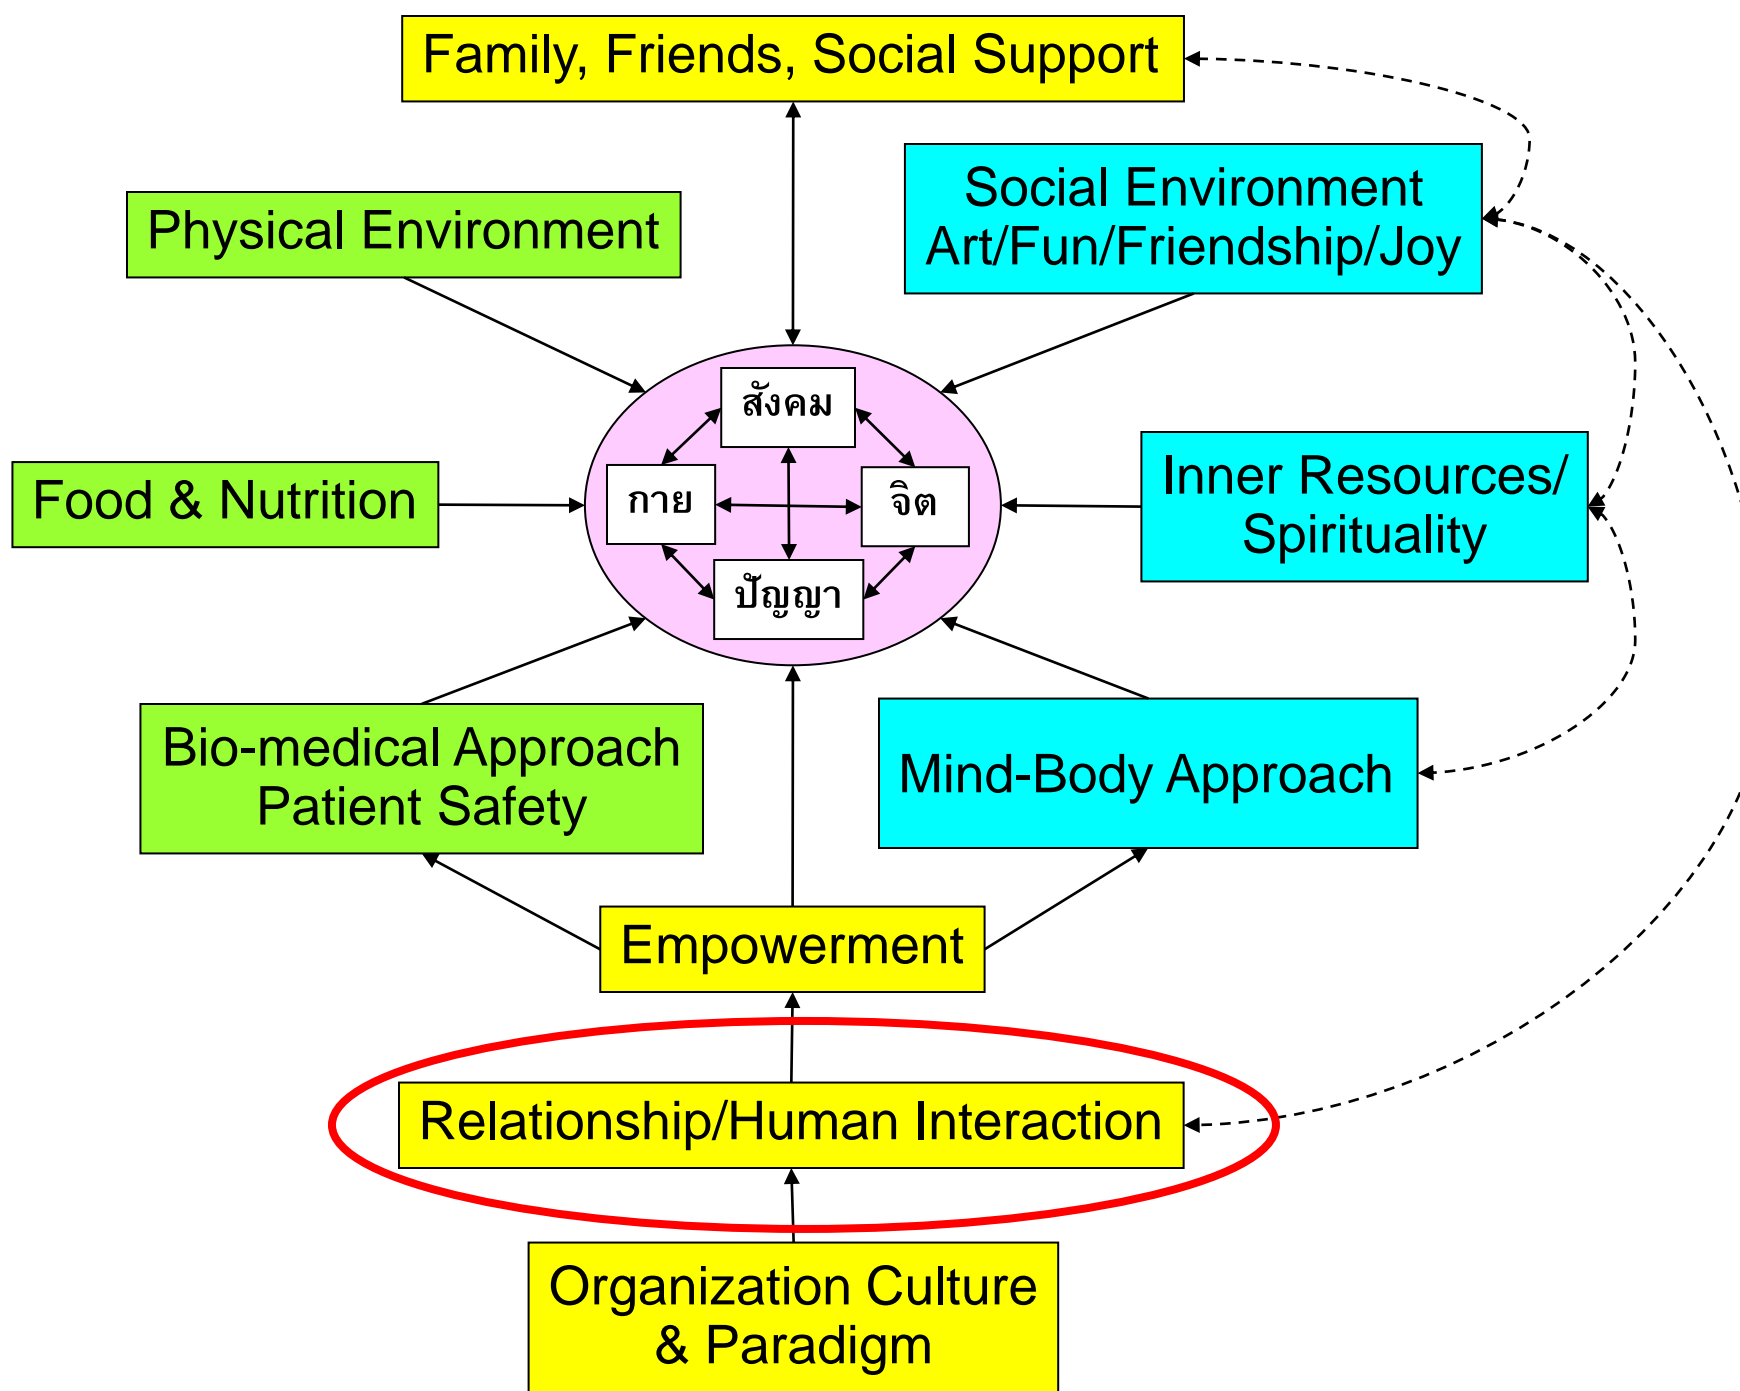 Family, Friends, Social Support
Physical Environment
Social Environment
Art/Fun/Friendship/Joy
สังคม
กาย
จิต
ปัญญา
Food & Nutrition
Inner Resources/
Spirituality
Bio-medical Approach
Patient Safety
Mind-Body Approach
Empowerment
Relationship/Human Interaction
Organization Culture
& Paradigm